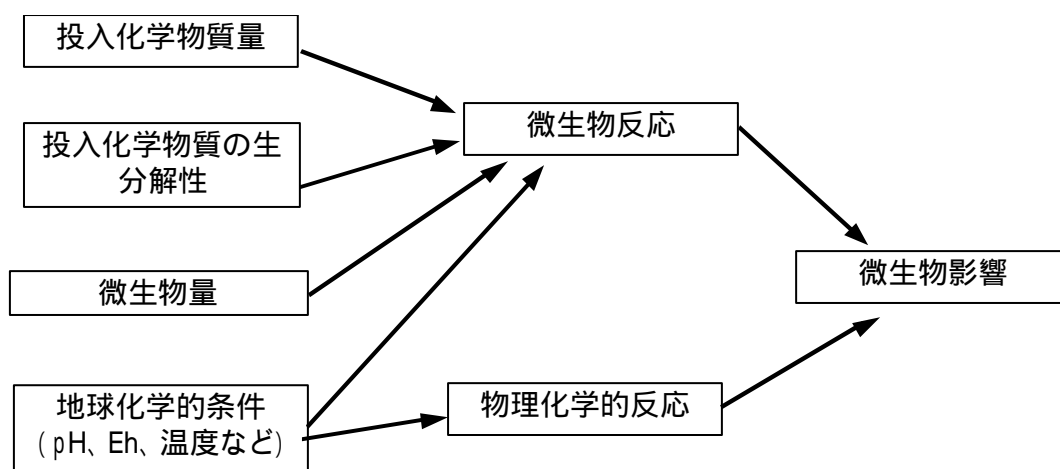 投入化学物質量
投入化学物質の生
分解性
微生物量
地球化学的条件
(pH、Eh、温度など)
微生物反応
物理化学的反応
微生物影響